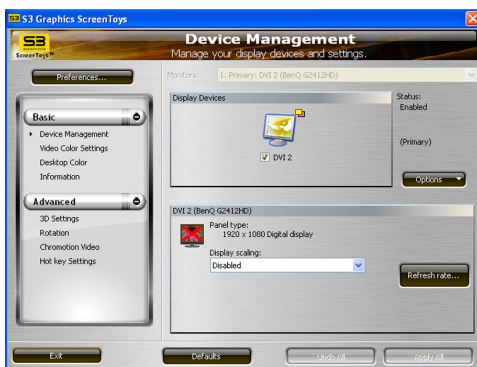 S3 Graphics ScreenToys
S3
GRAPHICS
ScreenToys™
Device Management
Manage your display devices and settings.
Preferences...
Monitors:
1. Primary: DVI 2 (BenQ G2412HD)
Basic
Device Management
Video Color Settings
Desktop Color
Information
Advanced
3D Settings
Rotation
Chromotion Video
Hot key Settings
Display Devices
DVI 2
Status:
Enabled
(Primary)
Options
DVI 2 (BenQ G2412HD)
Panel type:
1920 x 1080 Digital display
Display scaling:
Disabled
Refresh rate...
Exit
Defaults
Undo All
Apply All